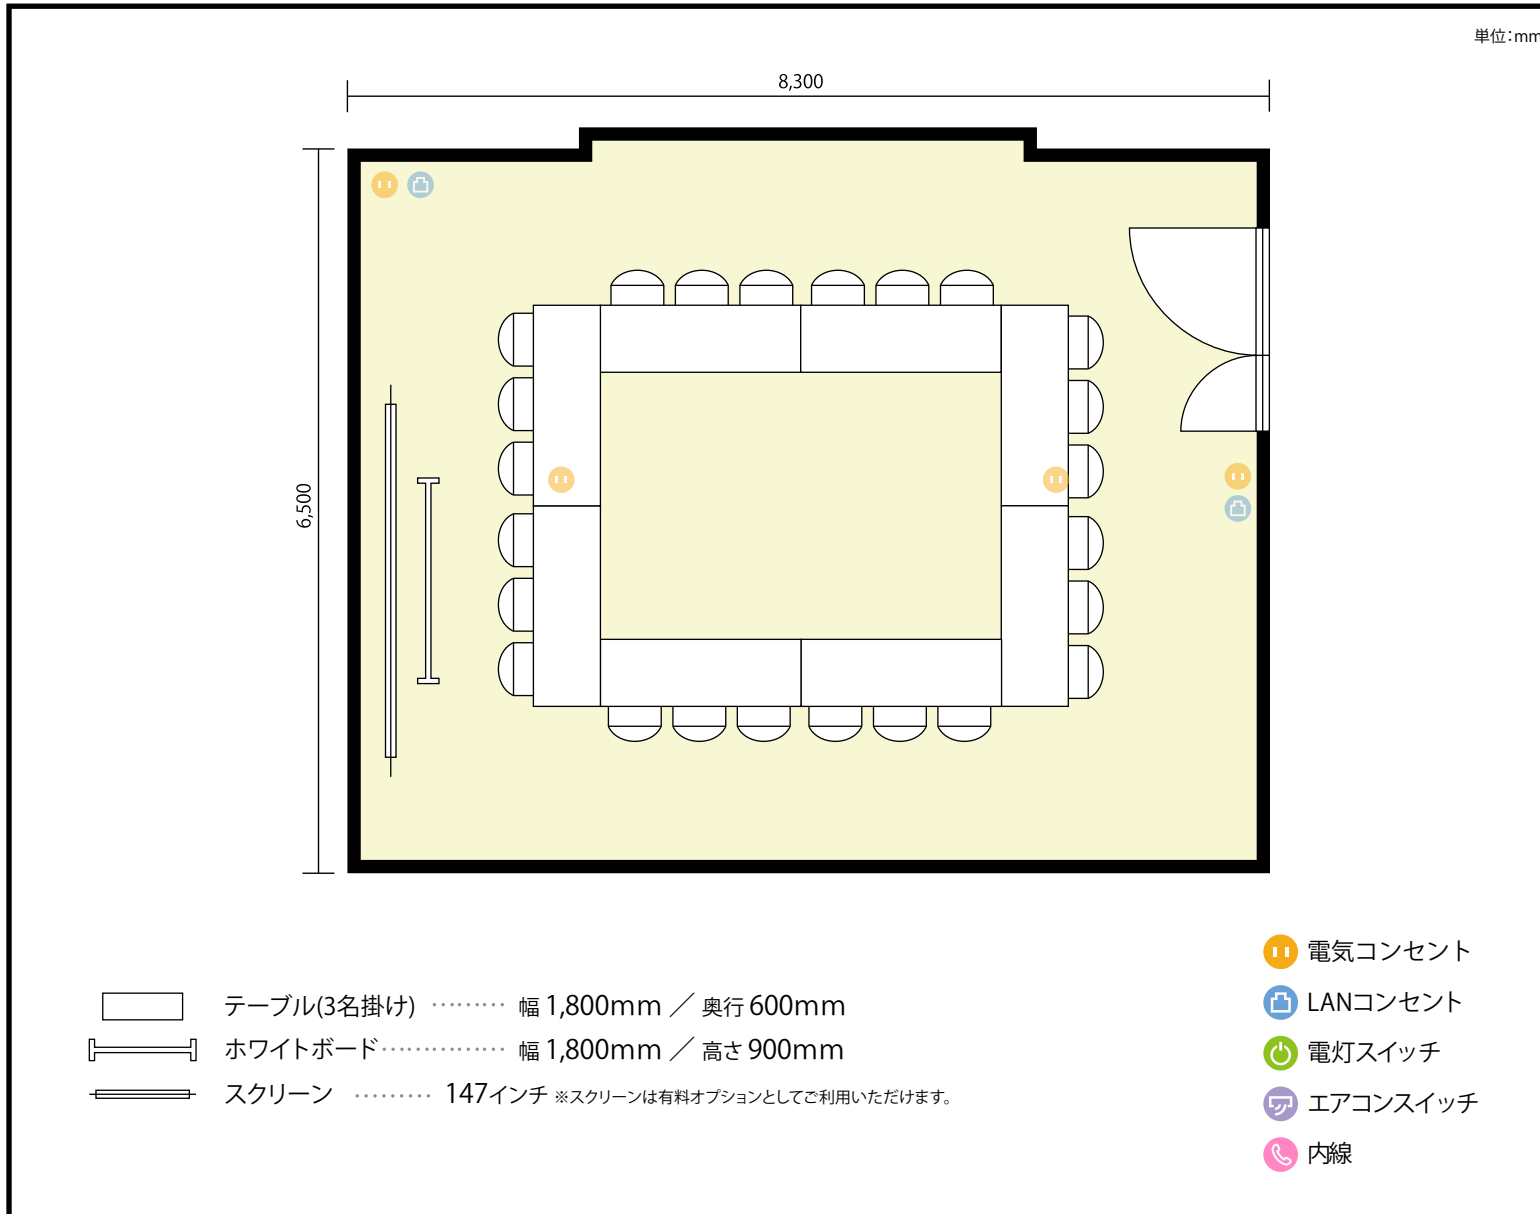 単位：mm
8,300
6,500
電気コンセント
LANコンセント
電灯スイッチ
エアコンスイッチ
内線
テーブル(3名掛け) ········· 幅 1,800mm ／ 奥行 600mm
ホワイトボード··············· 幅 1,800mm ／ 高さ 900mm
スクリーン ········· 147インチ ※スクリーンは有料オプションとしてご利用いただけます。